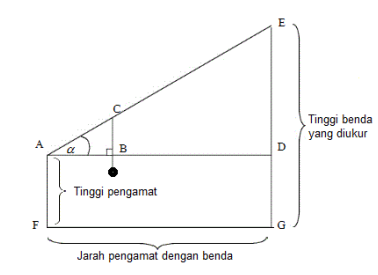 E
C
Tinggi benda
yang diukur
A
α
B
D
Tinggi pengamat
F
G
Jarah pengamat dengan benda